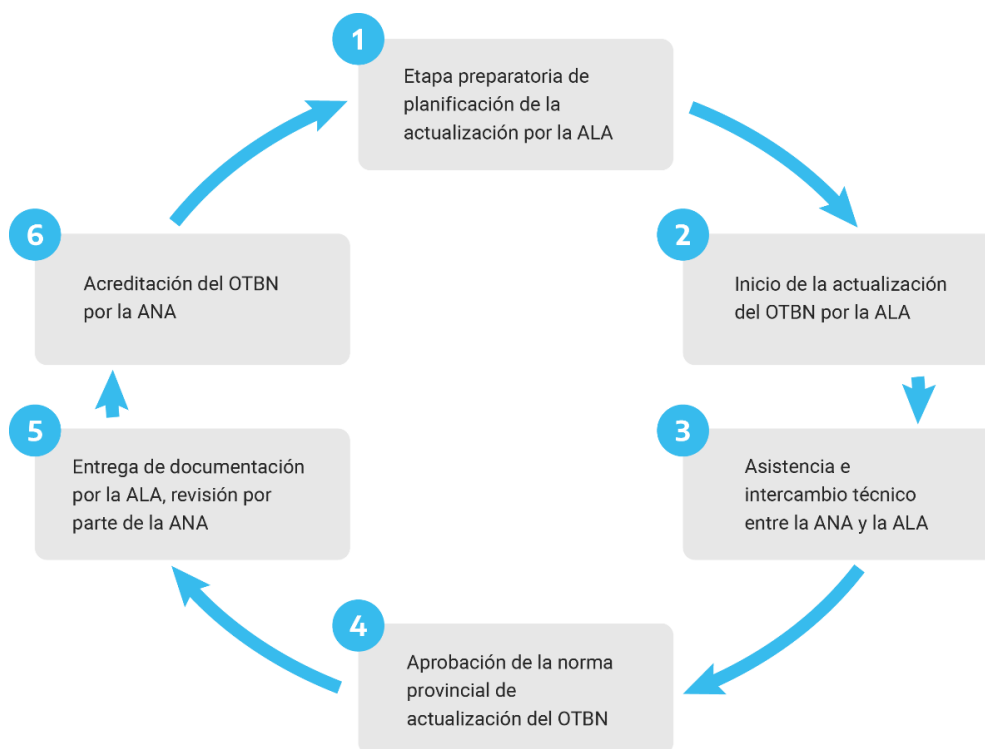 1
Etapa preparatoria de
planificación de la
actualización por la ALA
2
Inicio de la actualización
del OTBN por la ALA
3
Asistencia e
intercambio técnico
entre la ANA y la ALA
4
Aprobación de la norma
provincial de
actualización del OTBN
5
Entrega de documentación
por la ALA, revisión por
parte de la ANA
6
Acreditación del OTBN
por la ANA